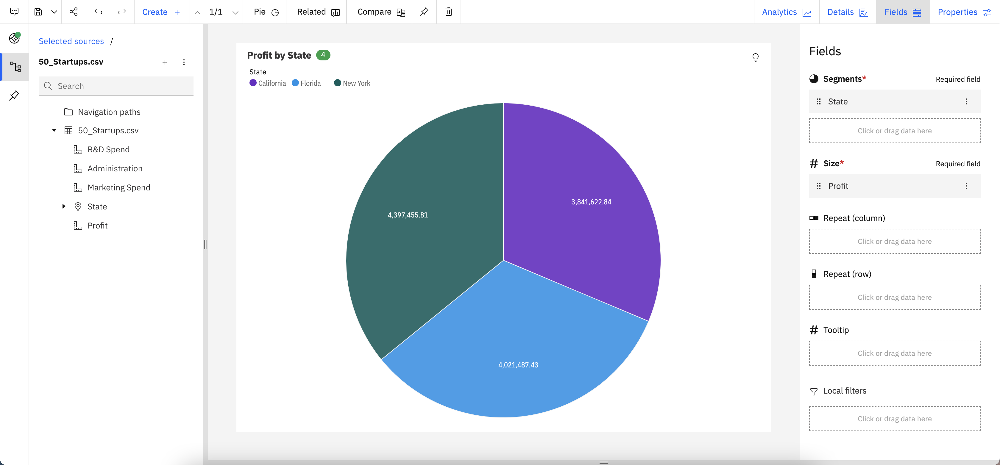 Create +
1/1
Pie
Related
Compare
Analytics
Details
Fields
Properties
Selected sources /
50_Startups.csv
Search
Navigation paths
50_Startups.csv
R&D Spend
Administration
Marketing Spend
State
Profit
Profit by State 4
State
California Florida New York
3,841,622.84
4,397,455.81
4,021,487.43
Fields
Segments* Required field
State
Click or drag data here
# Size* Required field
Profit
Repeat (column)
Click or drag data here
Repeat (row)
Click or drag data here
# Tooltip
Click or drag data here
Local filters
Click or drag data here